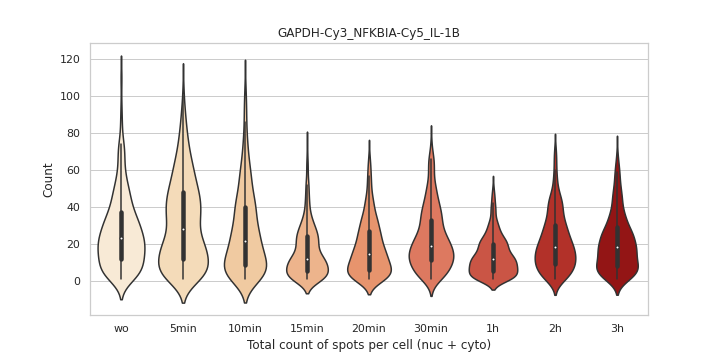 GAPDH-Cy3_NFKBIA-Cy5_IL-1B
120
100
80
60
40
20
0
Count
wo 5min 10min 15min 20min 30min 1h 2h 3h
Total count of spots per cell (nuc + cyto)